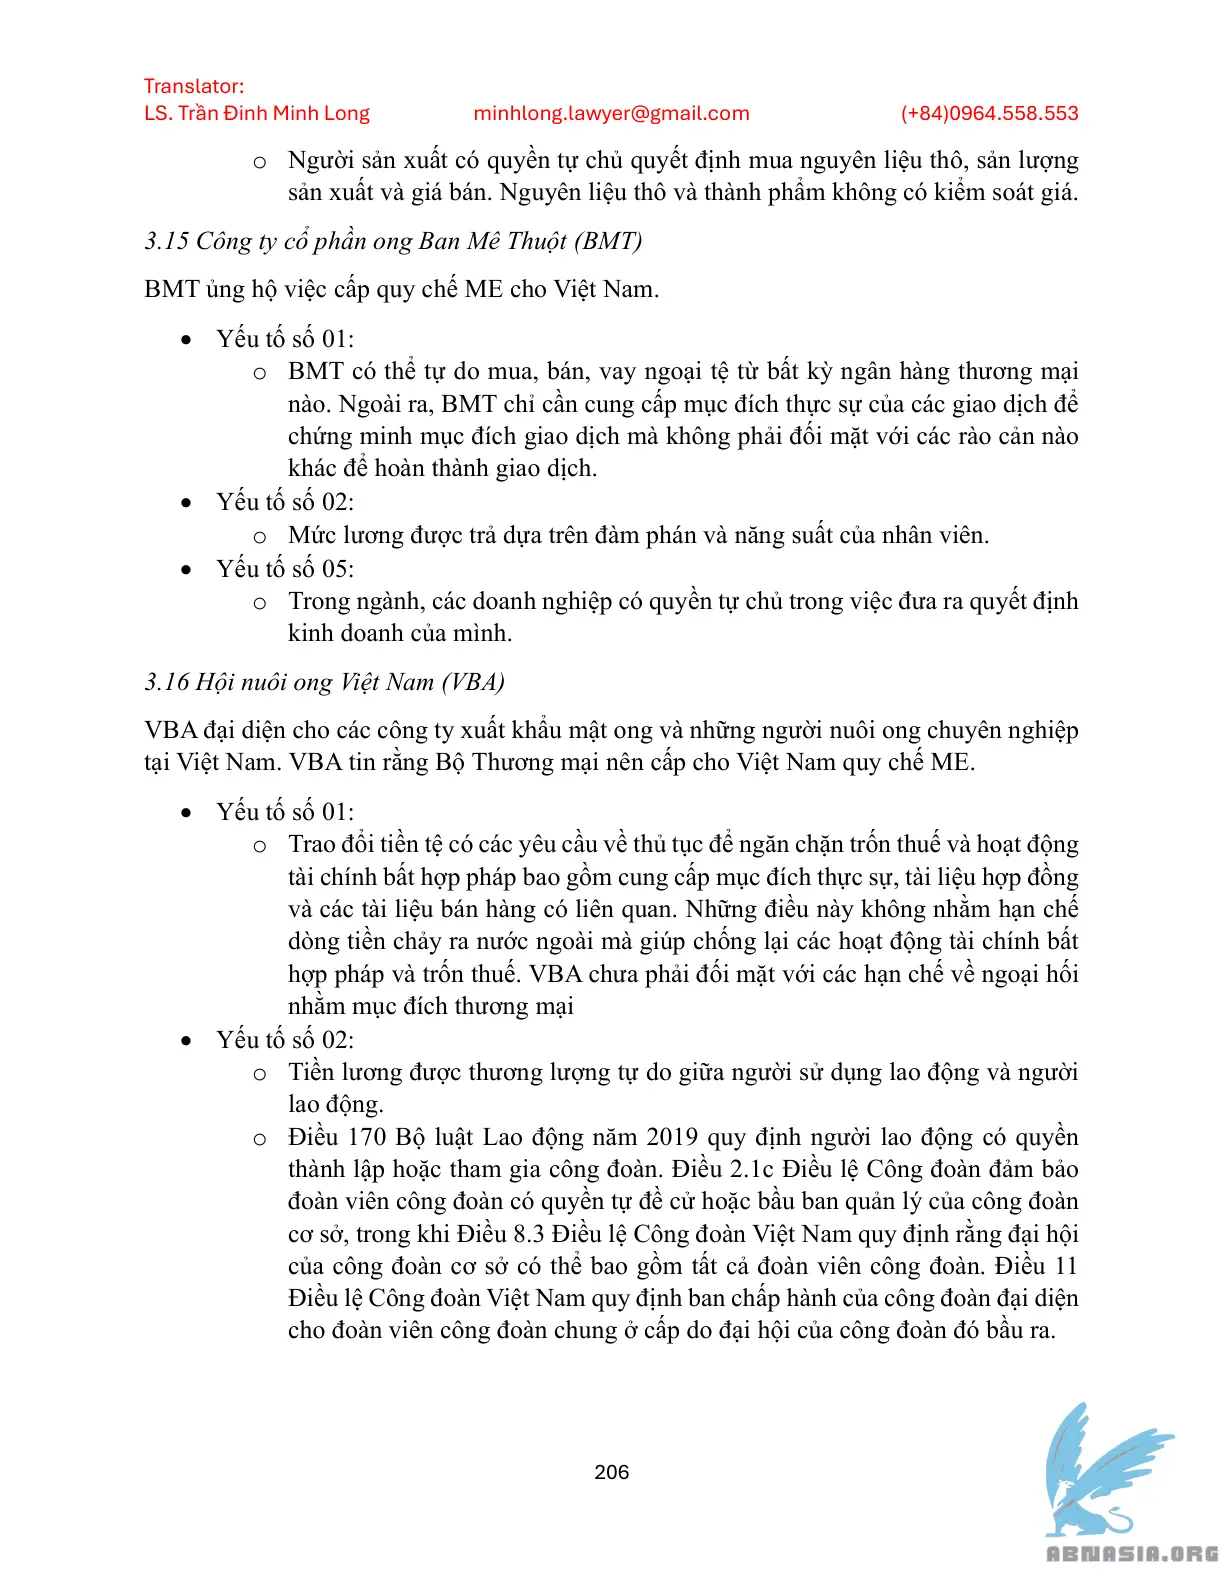 Translator:
LS. Trần Đinh Minh Long minhlong.lawyer@gmail.com (+84)0964.558.553
o Người sản xuất có quyền tự chủ quyết định mua nguyên liệu thô, sản lượng
sản xuất và giá bán. Nguyên liệu thô và thành phẩm không có kiểm soát giá.
3.15 Công ty cổ phần ong Ban Mê Thuột (BMT)
BMT ủng hộ việc cấp quy chế ME cho Việt Nam.
• Yếu tố số 01:
o BMT có thể tự do mua, bán, vay ngoại tệ từ bất kỳ ngân hàng thương mại
nào. Ngoài ra, BMT chỉ cần cung cấp mục đích thực sự của các giao dịch để
chứng minh mục đích giao dịch mà không phải đối mặt với các rào cản nào
khác để hoàn thành giao dịch.
• Yếu tố số 02:
o Mức lương được trả dựa trên đàm phán và năng suất của nhân viên.
• Yếu tố số 05:
o Trong ngành, các doanh nghiệp có quyền tự chủ trong việc đưa ra quyết định
kinh doanh của mình.
3.16 Hội nuôi ong Việt Nam (VBA)
VBA đại diện cho các công ty xuất khẩu mật ong và những người nuôi ong chuyên nghiệp
tại Việt Nam. VBA tin rằng Bộ Thương mại nên cấp cho Việt Nam quy chế ME.
• Yếu tố số 01:
o Trao đổi tiền tệ có các yêu cầu về thủ tục để ngăn chặn trốn thuế và hoạt động
tài chính bất hợp pháp bao gồm cung cấp mục đích thực sự, tài liệu hợp đồng
và các tài liệu bán hàng có liên quan. Những điều này không nhằm hạn chế
dòng tiền chảy ra nước ngoài mà giúp chống lại các hoạt động tài chính bất
hợp pháp và trốn thuế. VBA chưa phải đối mặt với các hạn chế về ngoại hối
nhằm mục đích thương mại
• Yếu tố số 02:
o Tiền lương được thương lượng tự do giữa người sử dụng lao động và người
lao động.
o Điều 170 Bộ luật Lao động năm 2019 quy định người lao động có quyền
thành lập hoặc tham gia công đoàn. Điều 2.1c Điều lệ Công đoàn đảm bảo
đoàn viên công đoàn có quyền tự đề cử hoặc bầu ban quản lý của công đoàn
cơ sở, trong khi Điều 8.3 Điều lệ Công đoàn Việt Nam quy định rằng đại hội
của công đoàn cơ sở có thể bao gồm tất cả đoàn viên công đoàn. Điều 11
Điều lệ Công đoàn Việt Nam quy định ban chấp hành của công đoàn đại diện
cho đoàn viên công đoàn chung ở cấp do đại hội của công đoàn đó bầu ra.
206
ABNASIA.ORG